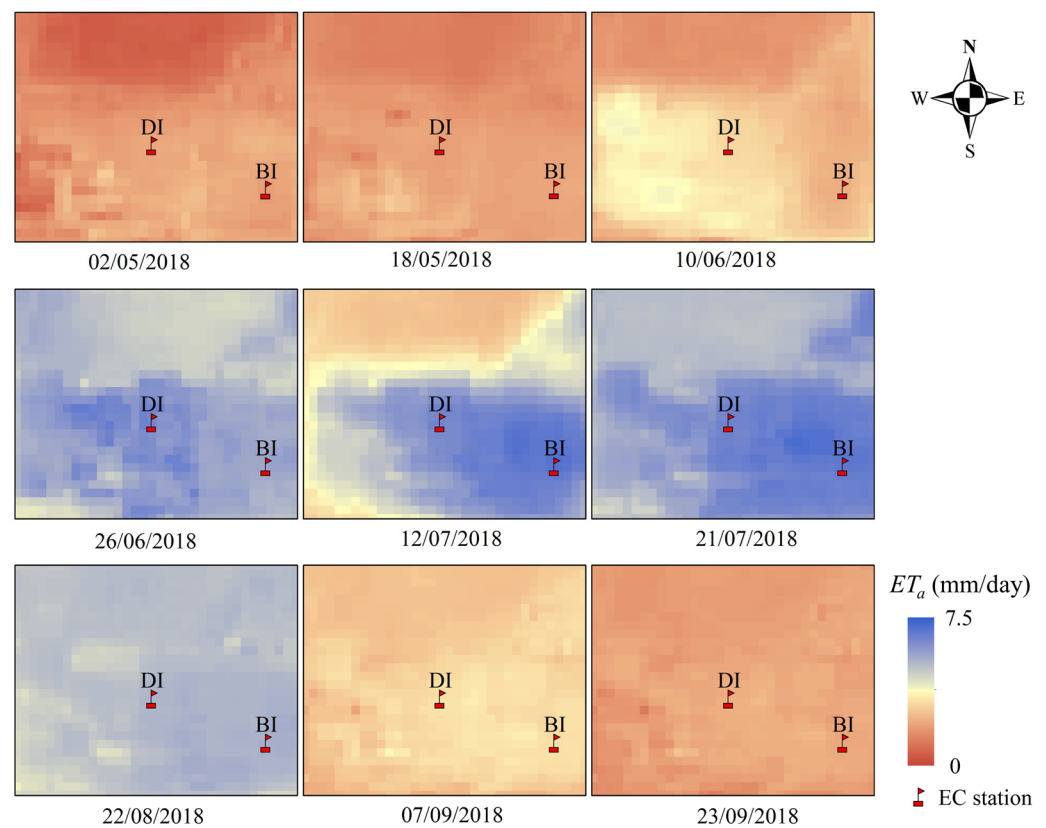 DI
BI
02/05/2018
DI
BI
18/05/2018
DI
BI
10/06/2018
N
W E
S
DI
BI
26/06/2018
DI
BI
12/07/2018
DI
BI
21/07/2018
DI
BI
22/08/2018
DI
BI
07/09/2018
DI
BI
23/09/2018
ETa (mm/day)
7.5
0
EC station